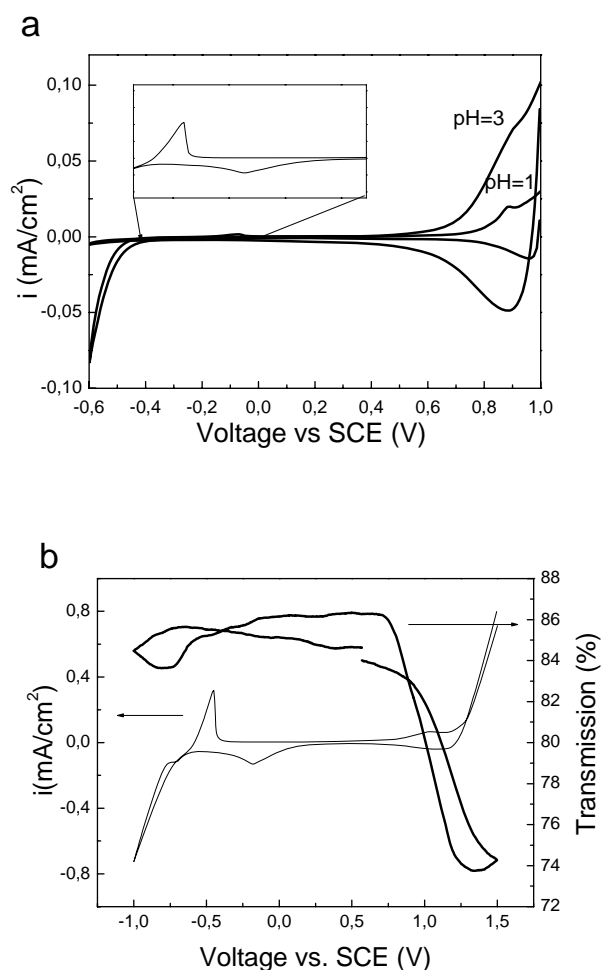 a
0,10
0,05
0,00
-0,05
-0,10
i (mA/cm²)
pH=3
pH=1
-0,6 -0,4 -0,2 0,0 0,2 0,4 0,6 0,8 1,0
Voltage vs SCE (V)
b
0,8
0,4
0,0
-0,4
-0,8
i(mA/cm²)
88
86
84
82
80
78
76
74
72
Transmission (%)
-1,0 -0,5 0,0 0,5 1,0 1,5
Voltage vs. SCE (V)